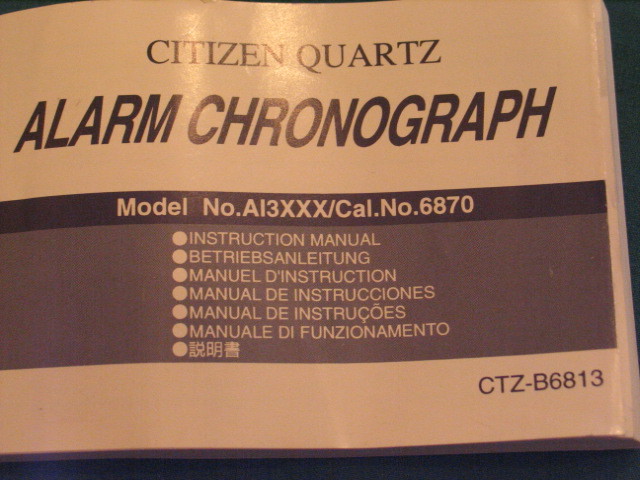 CITIZEN QUARTZ
ALARM CHRONOGRAPH
Model No.AI3XXX/Cal.No.6870
●INSTRUCTION MANUAL
●BETRIEBSANLEITUNG
●MANUEL D'INSTRUCTION
●MANUAL DE INSTRUCCIONES
●MANUAL DE INSTRUÇÕES
●MANUALE DI FUNZIONAMENTO
●説明書
CTZ-B6813